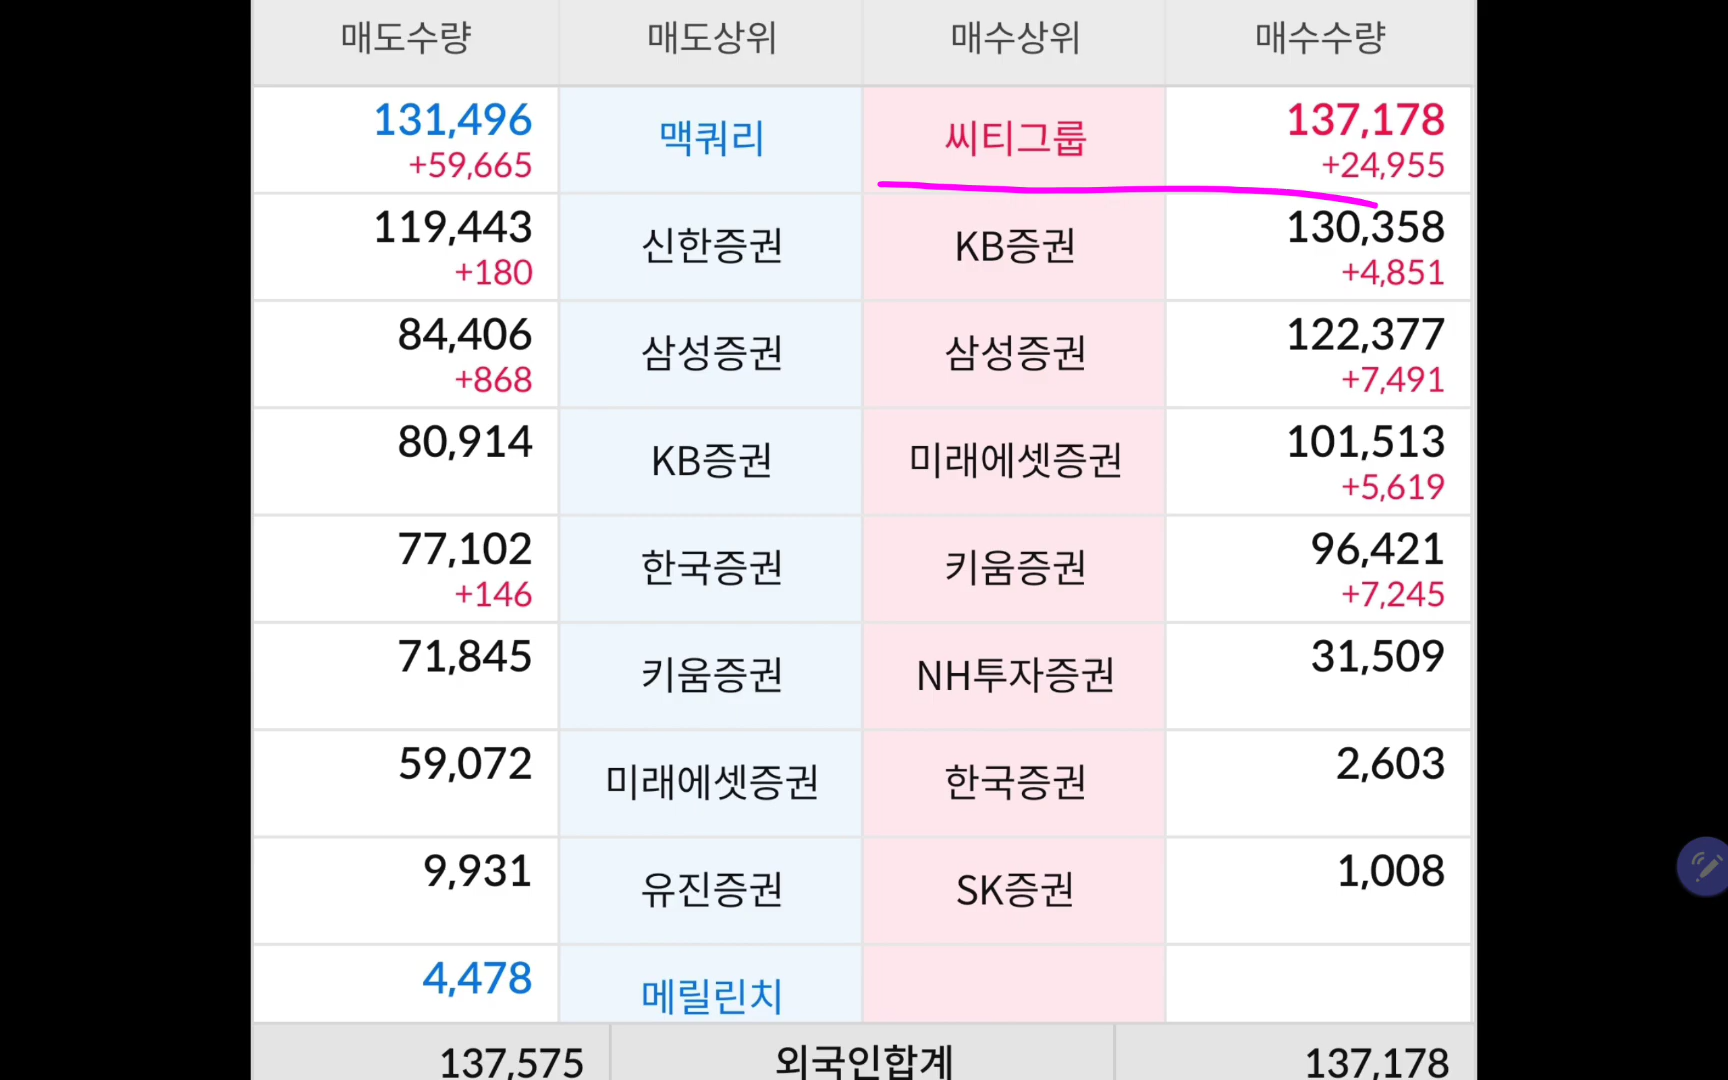 매도수량 매도상위 매수상위 매수수량
131,496 맥쿼리 씨티그룹 137,178
+59,665 +24,955
119,443 신한증권 KB증권 130,358
+180 +4,851
84,406 삼성증권 삼성증권 122,377
+868 +7,491
80,914 KB증권 미래에셋증권 101,513
+5,619
77,102 한국증권 키움증권 96,421
+146 +7,245
71,845 키움증권 NH투자증권 31,509
59,072 미래에셋증권 한국증권 2,603
9,931 유진증권 SK증권 1,008
4,478 메릴린치
137,575 외국인합계 137,178